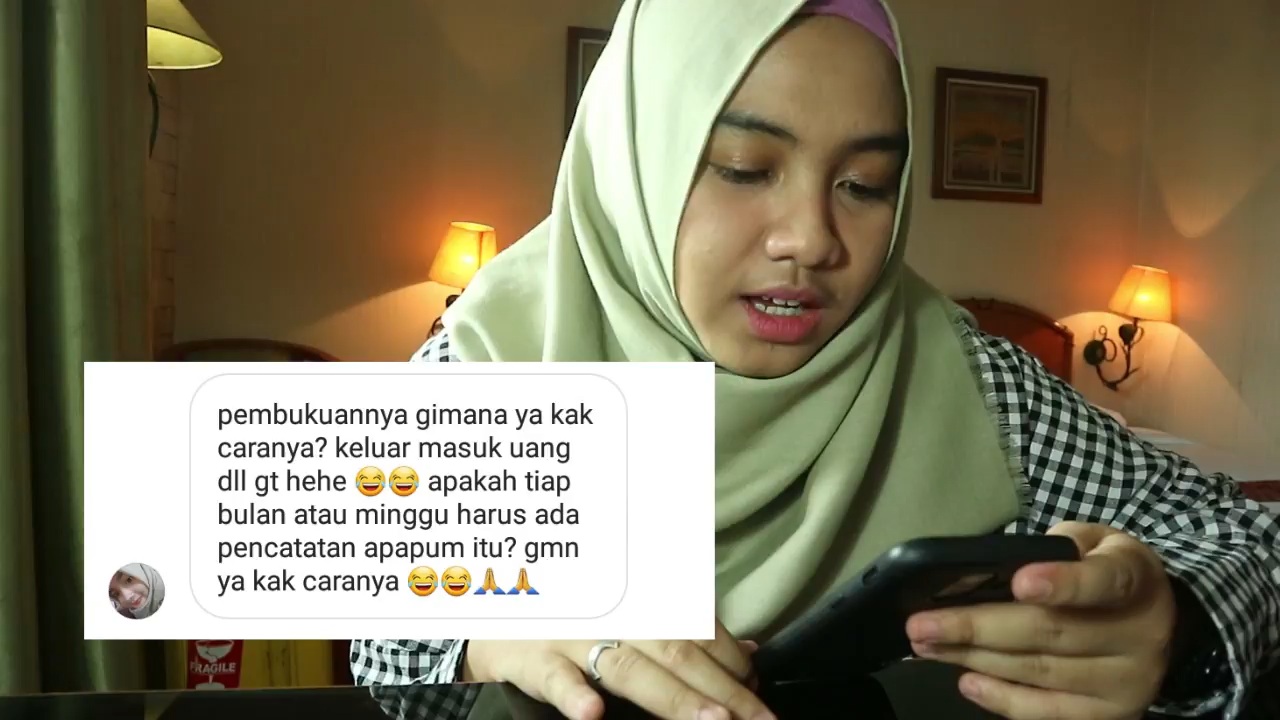 pembukuannya gimana ya kak
caranya? keluar masuk uang
dll gt hehe 😂😂 apakah tiap
bulan atau minggu harus ada
pencatatan apapum itu? gmn
ya kak caranya 😂😂🙏🙏
FRAGILE